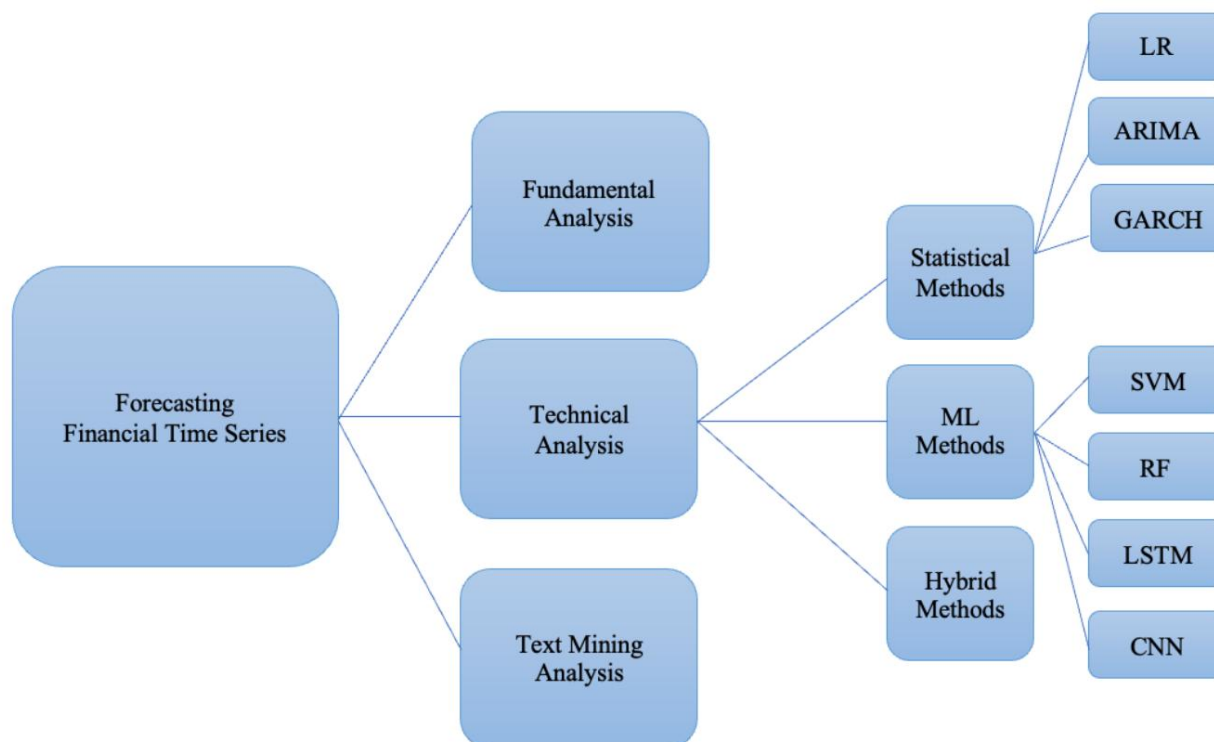 Forecasting
Financial Time Series
Fundamental
Analysis
Technical
Analysis
Text Mining
Analysis
Statistical
Methods
ML
Methods
Hybrid
Methods
LR
ARIMA
GARCH
SVM
RF
LSTM
CNN